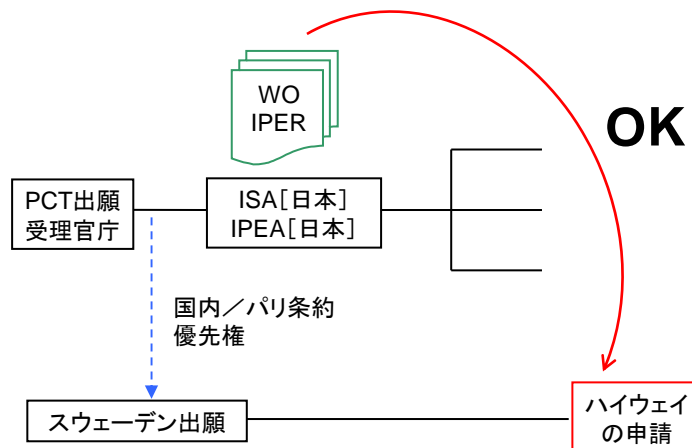 WO
IPER
OK
PCT出願
受理官庁
ISA［日本］
IPEA［日本］
国内／パリ条約
優先権
スウェーデン出願
ハイウェイ
の申請